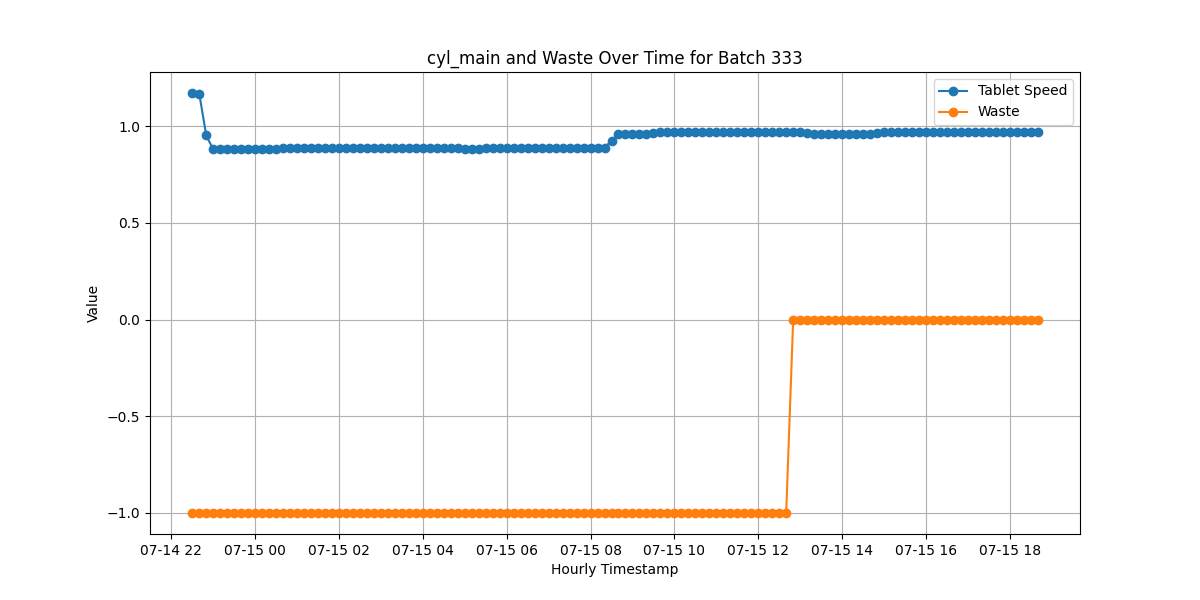 cyl_main and Waste Over Time for Batch 333
Tablet Speed
Waste
1.0
0.5
0.0
−0.5
−1.0
Value
07-14 22 07-15 00 07-15 02 07-15 04 07-15 06 07-15 08 07-15 10 07-15 12 07-15 14 07-15 16 07-15 18
Hourly Timestamp